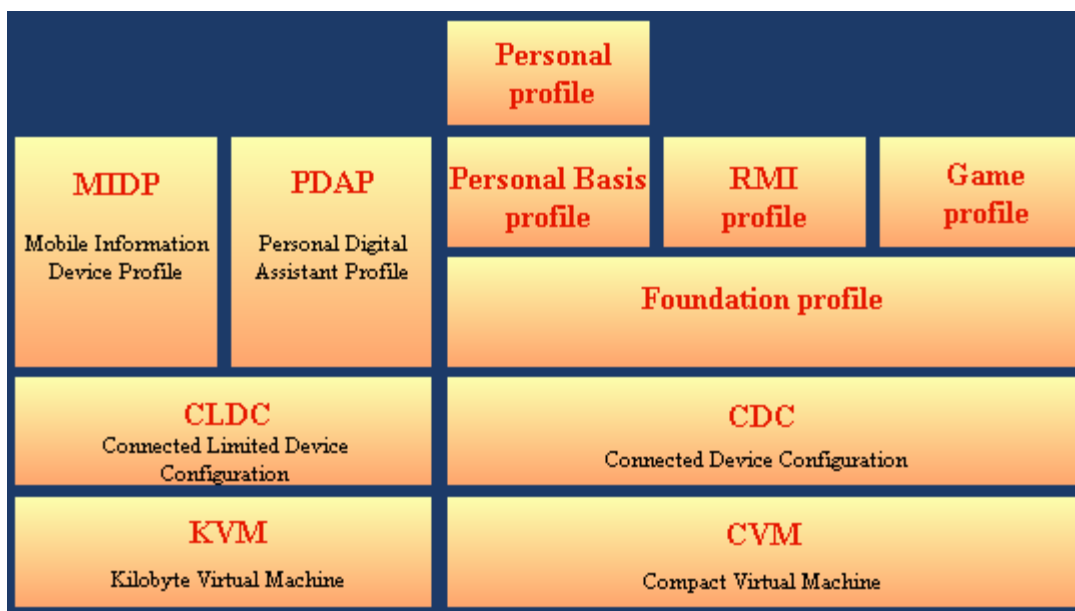 Personal
profile
MIDP
Mobile Information
Device Profile
PDAP
Personal Digital
Assistant Profile
Personal Basis
profile
RMI
profile
Game
profile
Foundation profile
CLDC
Connected Limited Device
Configuration
CDC
Connected Device Configuration
KVM
Kilobyte Virtual Machine
CVM
Compact Virtual Machine